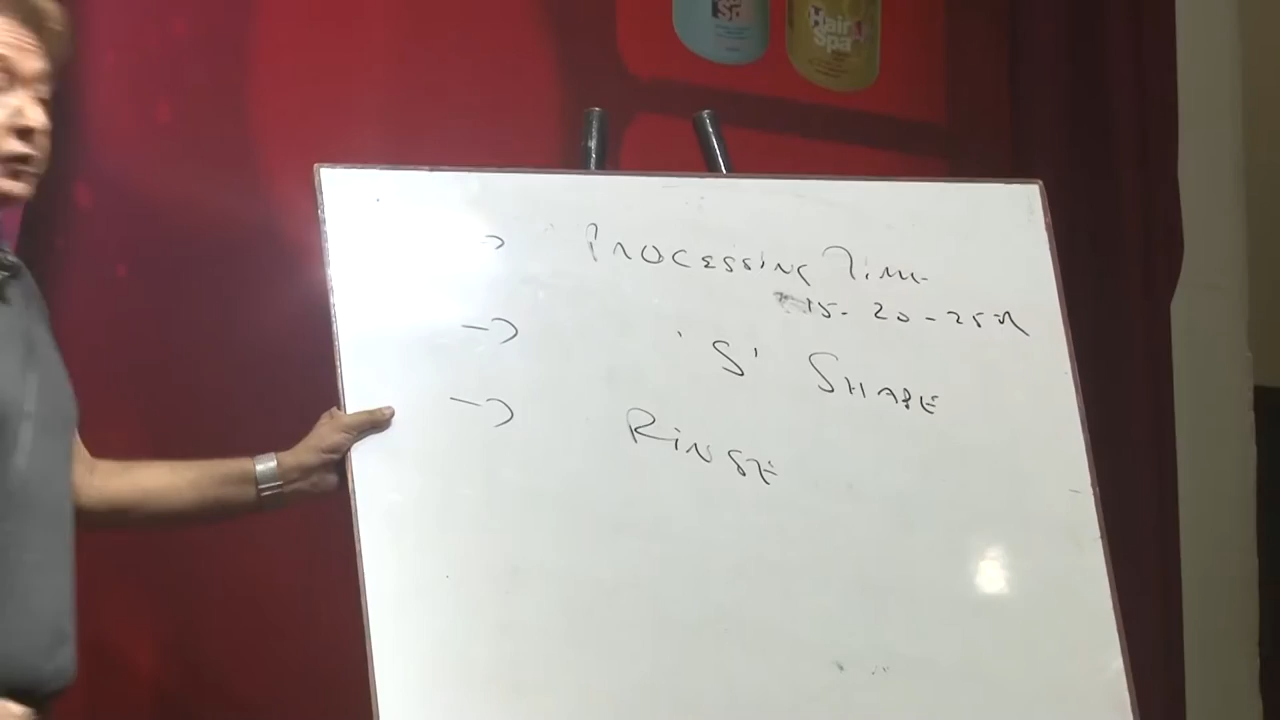 Hair
Spa
→ PROCESSING TIME
15-20-25 M
→ 'S' SHAPE
→ RINSE